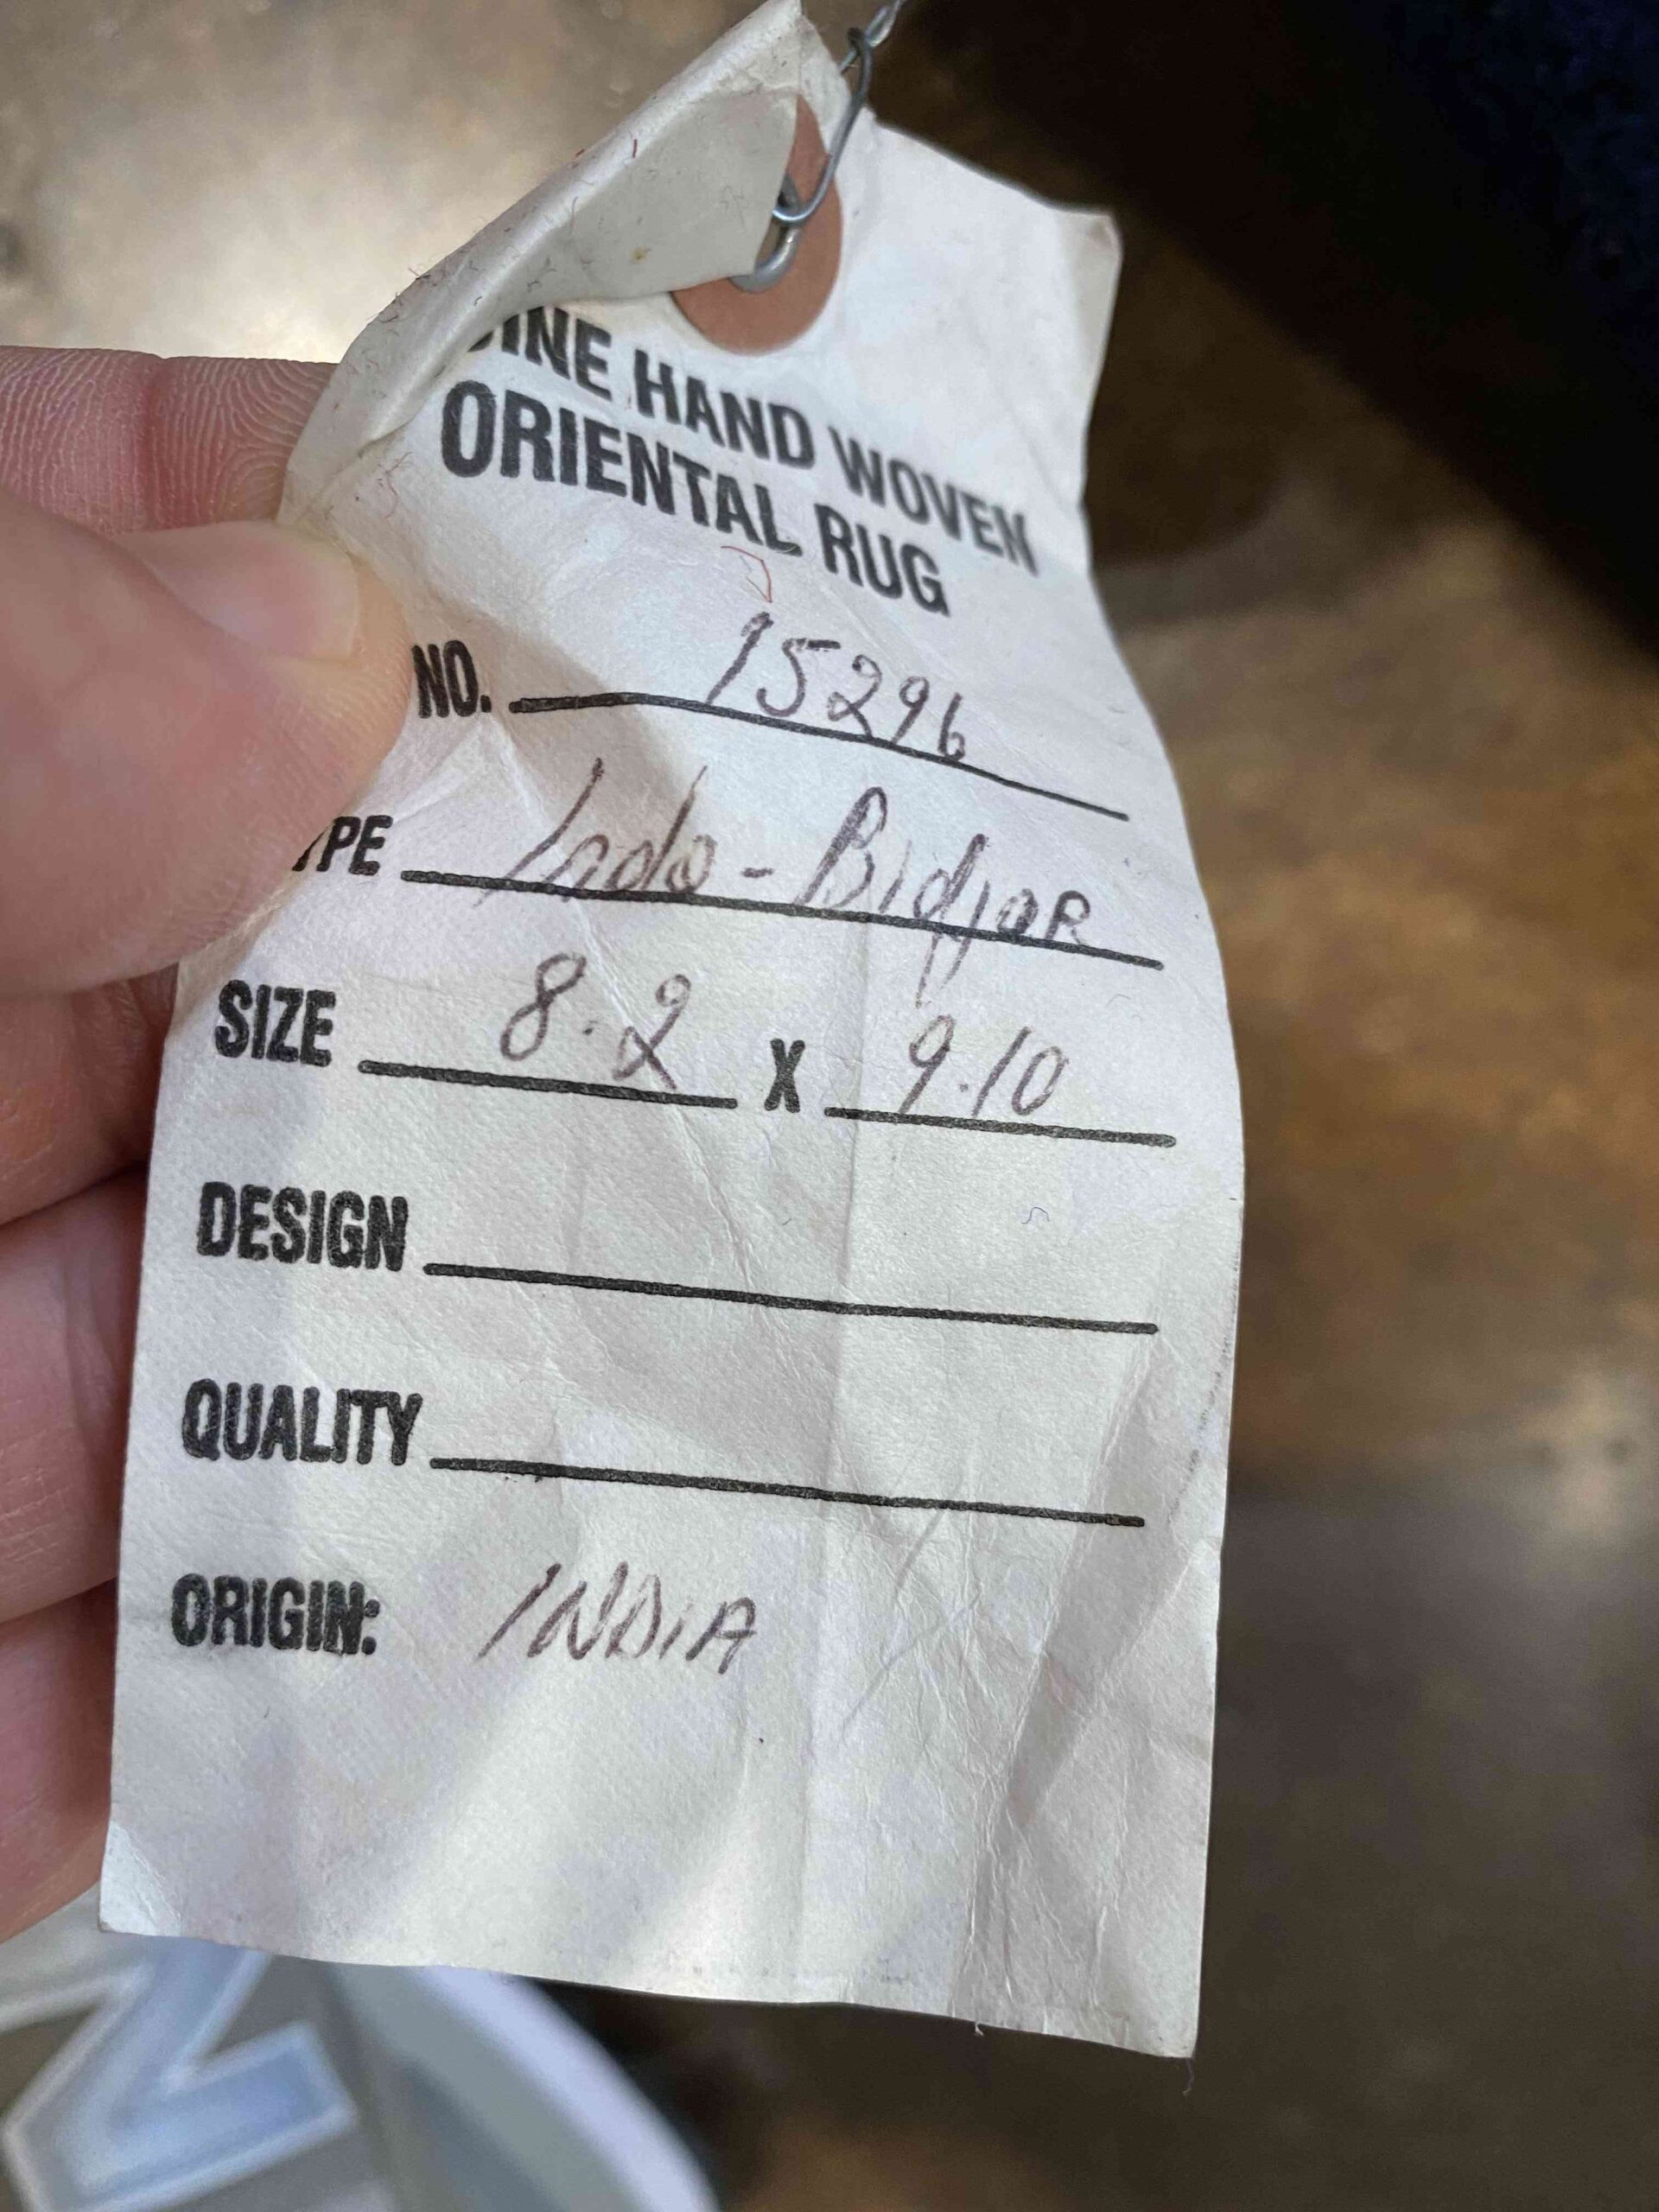 HAND WOVEN
ORIENTAL RUG
NO. 15296
Indo-Bidjar
SIZE 8.2 X 9.10
DESIGN
QUALITY
ORIGIN: INDIA